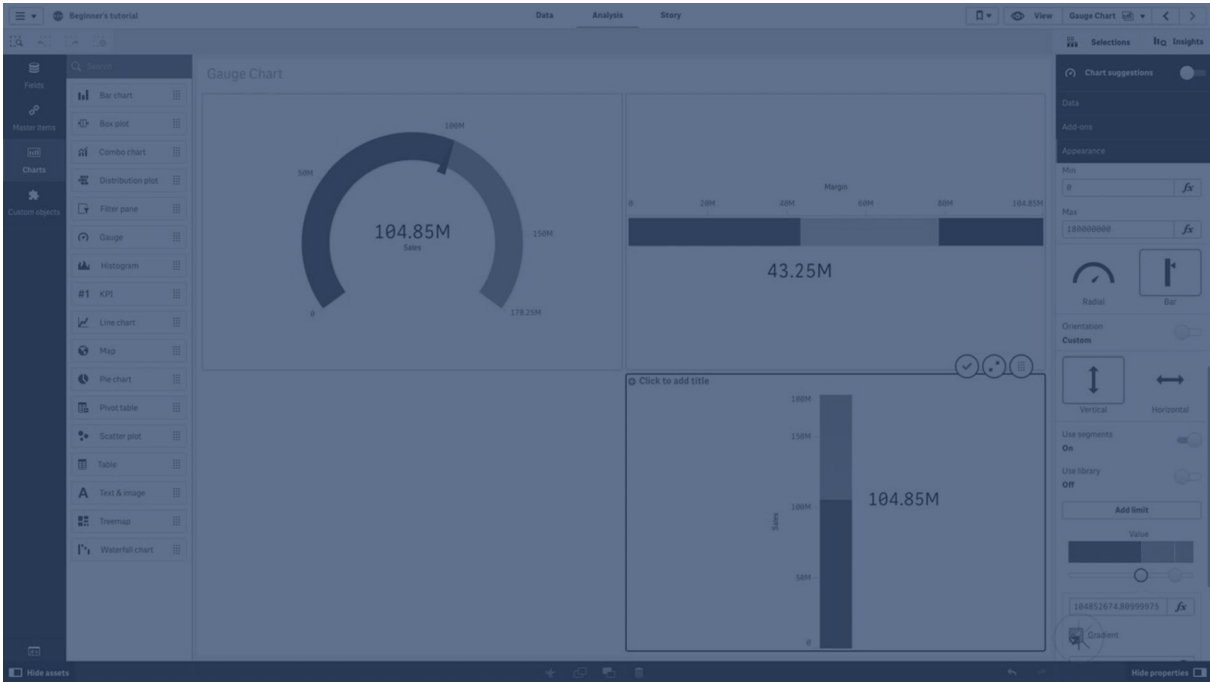 Beginner's tutorial
Data
Analysis
Story
View
Gauge Chart
Selections
Insights
Fields
Master items
Charts
Custom objects
Search
Bar chart
Box plot
Combo chart
Distribution plot
Filter pane
Gauge
Histogram
#1 KPI
Line chart
Map
Pie chart
Pivot table
Scatter plot
Table
A Text & image
Treemap
Waterfall chart
Gauge Chart
0
50M
100M
150M
178.25M
104.85M
Sales
Margin
0 20M 40M 60M 80M 104.85M
43.25M
Click to add title
180M
150M
100M
50M
0
Sales
104.85M
Chart suggestions
Data
Add-ons
Appearance
Min
0 fx
Max
180000000 fx
Radial
Bar
Orientation
Custom
Vertical
Horizontal
Use segments
On
Use library
Off
Add limit
Value
104852674.80999975 fx
Gradient
Hide assets
Hide properties